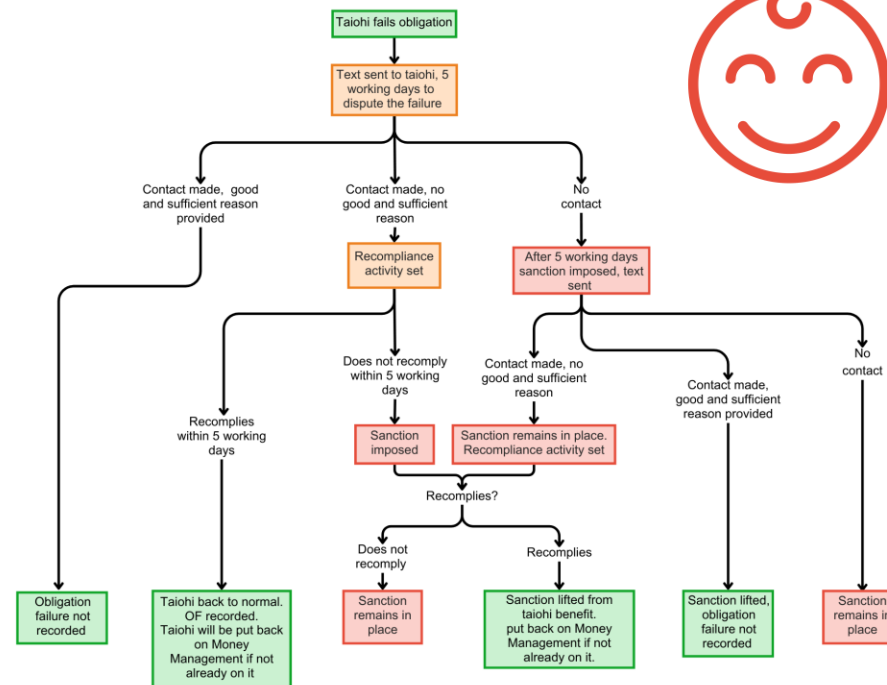 Taiohi fails obligation
Text sent to taiohi, 5
working days to
dispute the failure
Contact made,  good
and sufficient reason
provided
Contact made, no
good and sufficient
reason
No
contact
Recompliance
activity set
After 5 working days
sanction imposed, text
sent
Does not recomply
within 5 working
days
Contact made, no
good and sufficient
reason
Contact made,
good and sufficient
reason provided
No
contact
Recomplies
within 5 working
days
Sanction
imposed
Sanction remains in place.
Recompliance activity set
Recomplies?
Does not
recomply
Recomplies
Obligation
failure not
recorded
Taiohi back to normal.
OF recorded.
Taiohi will be put back
on Money
Management if not
already on it
Sanction
remains in
place
Sanction lifted from
taiohi benefit.
put back on Money
Management if not
already on it.
Sanction lifted,
obligation
failure not
recorded
Sanction
remains in
place